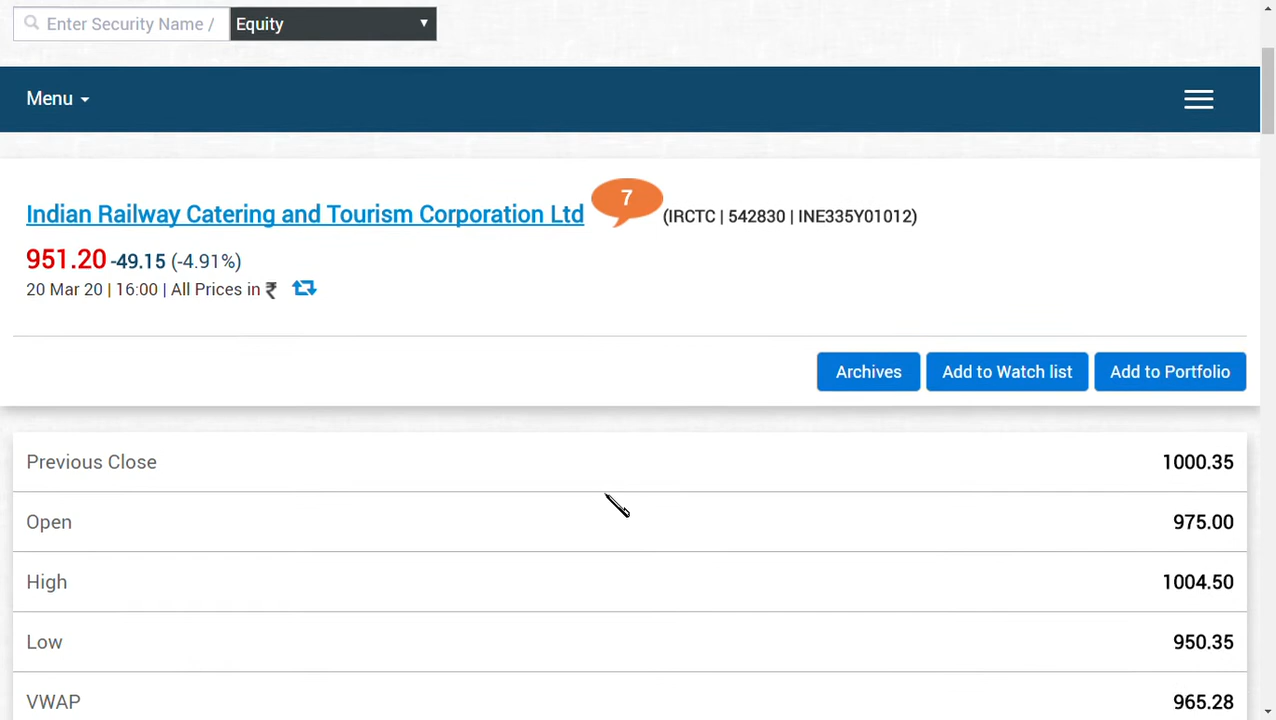 Enter Security Name /
Equity
Menu
Indian Railway Catering and Tourism Corporation Ltd 7 (IRCTC | 542830 | INE335Y01012)
951.20 -49.15 (-4.91%)
20 Mar 20 | 16:00 | All Prices in ₹
Archives
Add to Watch list
Add to Portfolio
Previous Close 1000.35
Open 975.00
High 1004.50
Low 950.35
VWAP 965.28